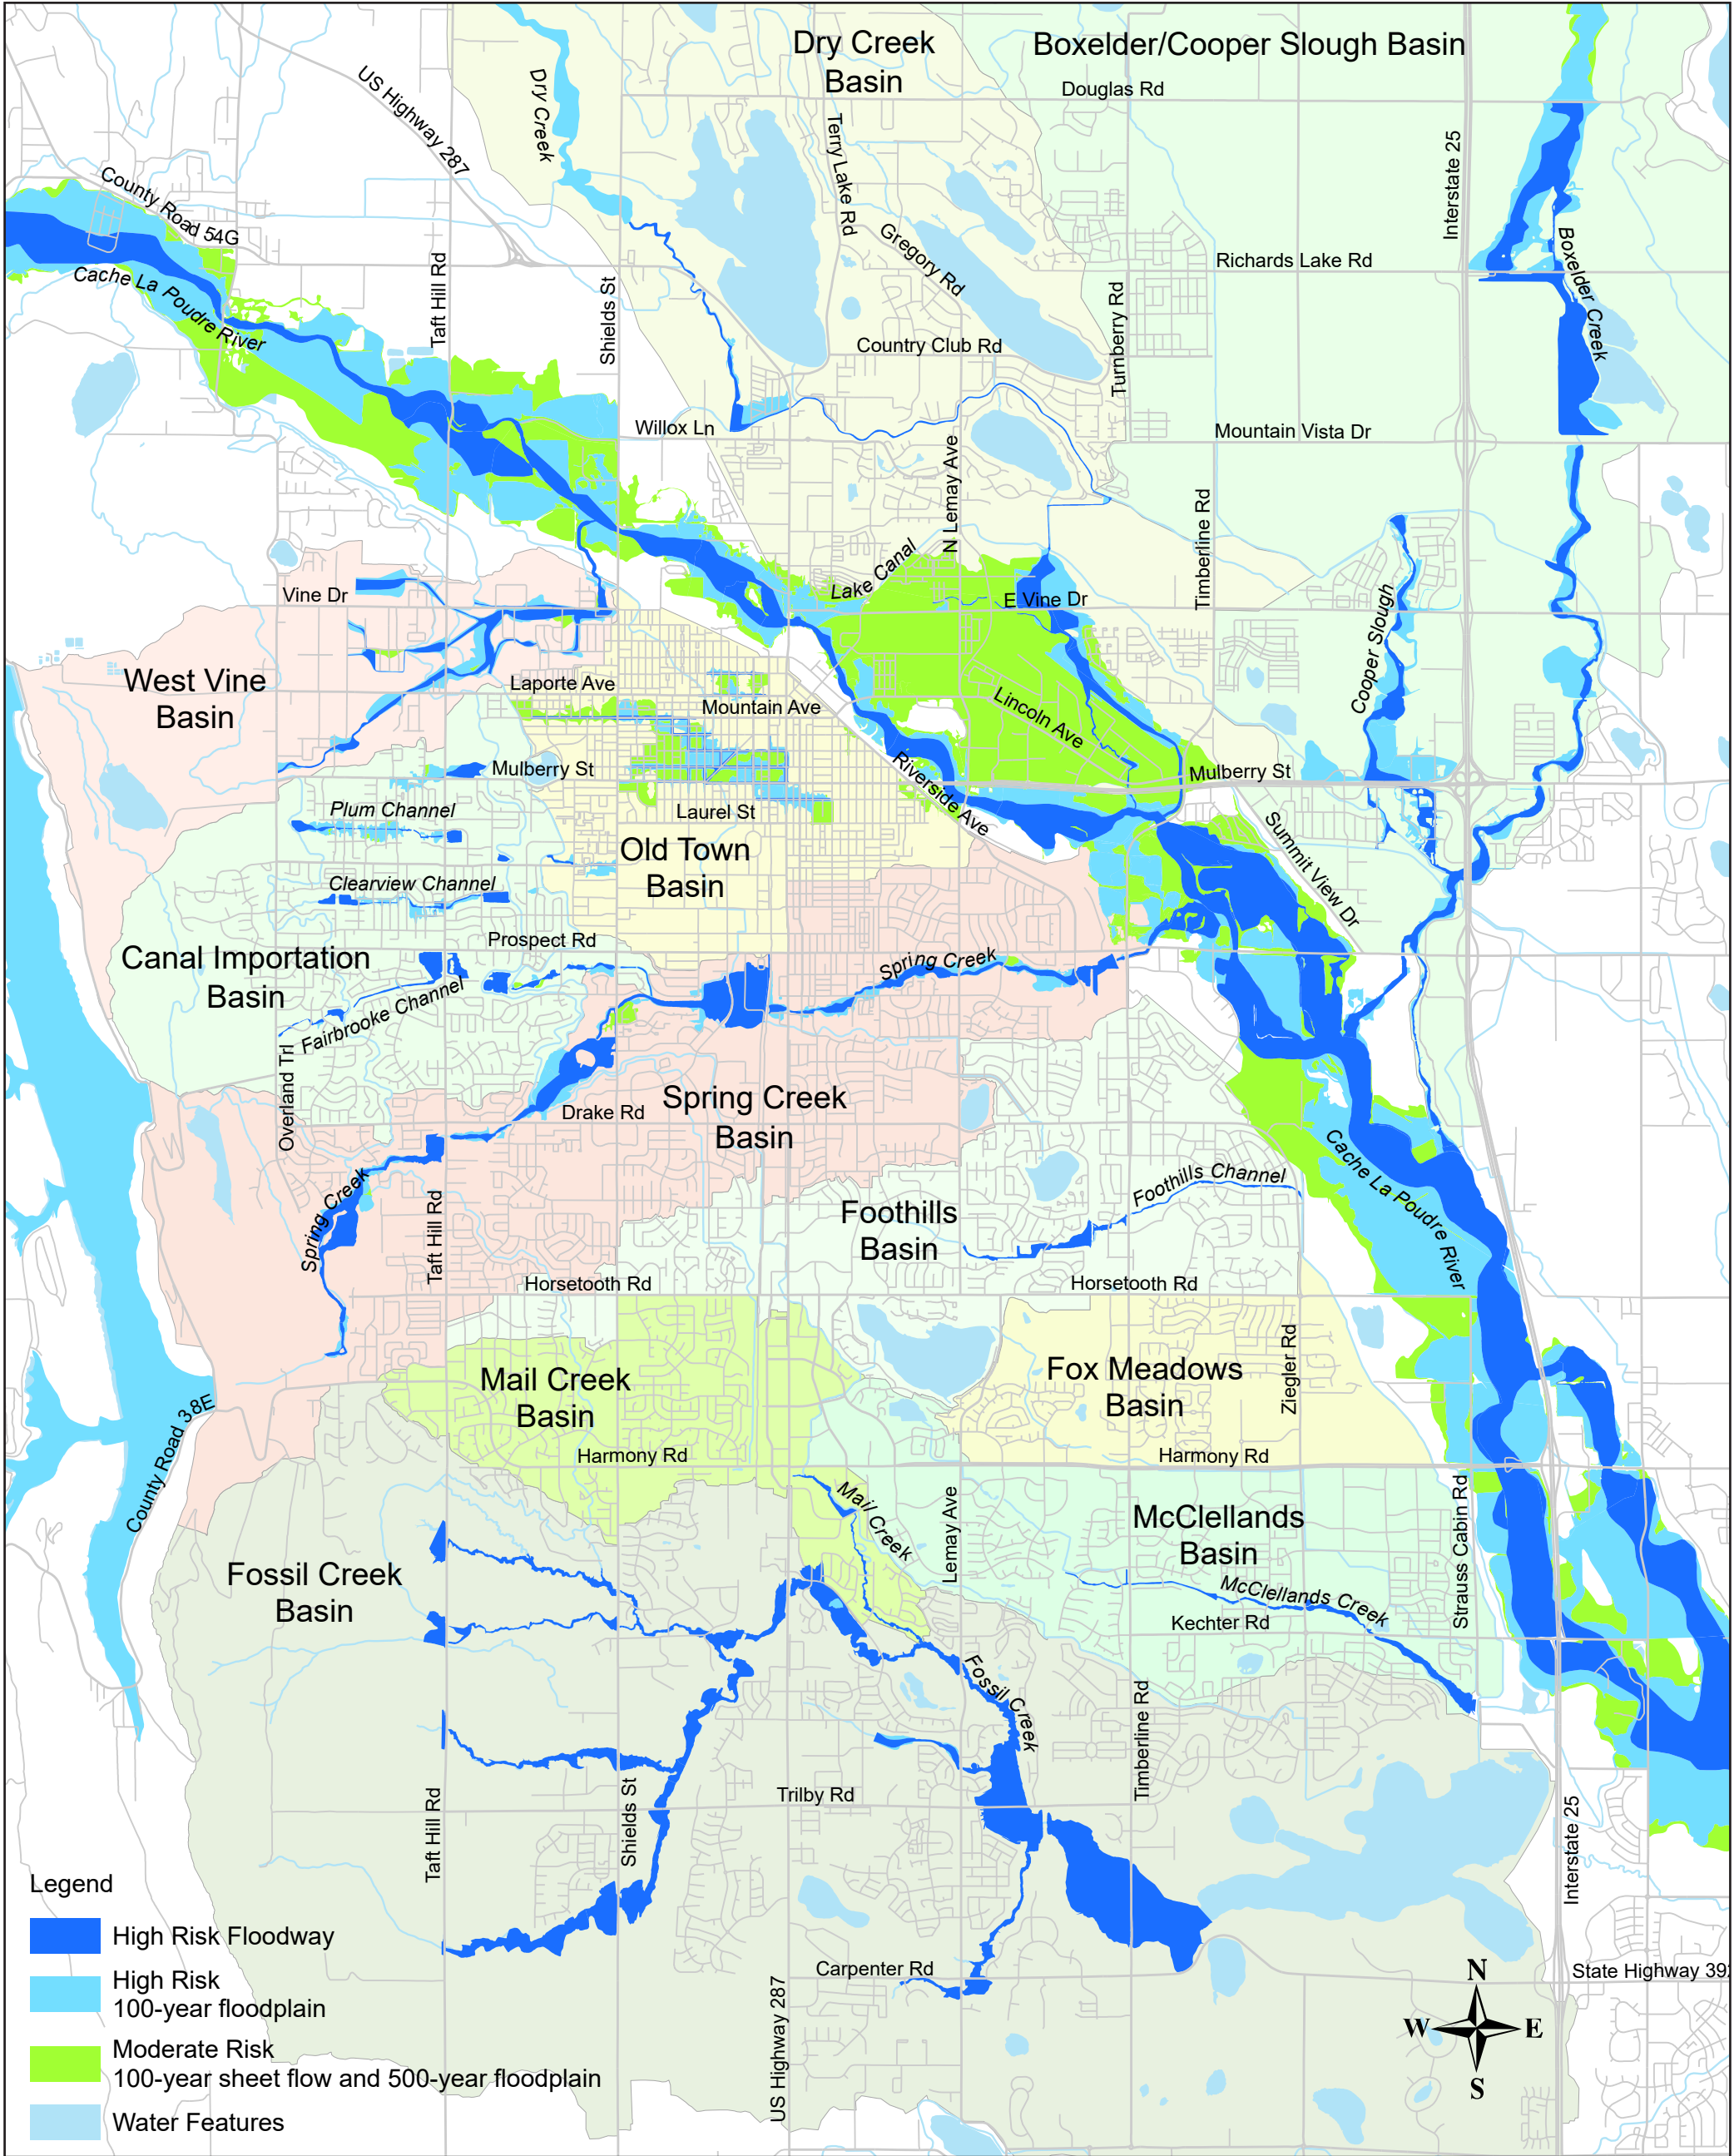 Dry Creek
Basin
Boxelder/Cooper Slough Basin
Douglas Rd
US Highway 287
Dry Creek
Terry Lake Rd
Interstate 25
County Road 54G
Gregory Rd
Richards Lake Rd
Boxelder Creek
Cache La Poudre River
Taft Hill Rd
Shields St
Turnberry Rd
Country Club Rd
Willox Ln
Mountain Vista Dr
N Lemay Ave
Timberline Rd
Lake Canal
Vine Dr
E Vine Dr
Cooper Slough
West Vine
Basin
Laporte Ave
Mountain Ave
Lincoln Ave
Mulberry St
Riverside Ave
Mulberry St
Plum Channel
Laurel St
Summit View Dr
Old Town
Basin
Clearview Channel
Prospect Rd
Canal Importation
Basin
Spring Creek
Fairbrooke Channel
Overland Trl
Drake Rd
Spring Creek
Basin
Cache La Poudre River
Spring Creek
Taft Hill Rd
Foothills Channel
Foothills
Basin
Horsetooth Rd
Horsetooth Rd
Mail Creek
Basin
Fox Meadows
Basin
Ziegler Rd
County Road 38E
Harmony Rd
Harmony Rd
Mail Creek
Lemay Ave
McClellands
Basin
Strauss Cabin Rd
Fossil Creek
Basin
McClellands Creek
Kechter Rd
Fossil Creek
Timberline Rd
Taft Hill Rd
Shields St
Trilby Rd
Interstate 25
Legend
High Risk Floodway
High Risk
100-year floodplain
Moderate Risk
100-year sheet flow and 500-year floodplain
Water Features
US Highway 287
Carpenter Rd
State Highway 392
N
W
E
S